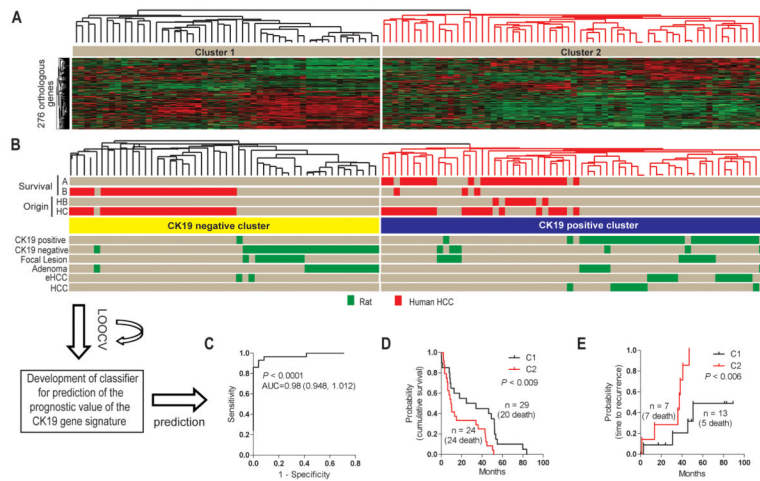 A
Cluster 1
Cluster 2
276 orthologous
genes
B
Survival
A
B
Origin
HB
HC
CK19 negative cluster
CK19 positive cluster
CK19 positive
CK19 negative
Focal Lesion
Adenoma
eHCC
HCC
Rat
Human HCC
LOOCV
Development of classifier
for prediction of the
prognostic value of the
CK19 gene signature
prediction
C
P < 0.0001
AUC=0.98 (0.948, 1.012)
Sensitivity
1.0
0.8
0.6
0.4
0.2
0.0
0.0 0.2 0.4 0.6 0.8 1.0
1 - Specificity
D
C1
C2
P < 0.009
n = 29
(20 death)
n = 24
(24 death)
Probability
(cumulative survival)
1.0
0.8
0.6
0.4
0.2
0.0
0 20 40 60 80 100
Months
E
C1
C2
P < 0.006
n = 7
(7 death)
n = 13
(5 death)
Probability
(time to recurrence)
1.0
0.8
0.6
0.4
0.2
0.0
0 20 40 60 80 100
Months